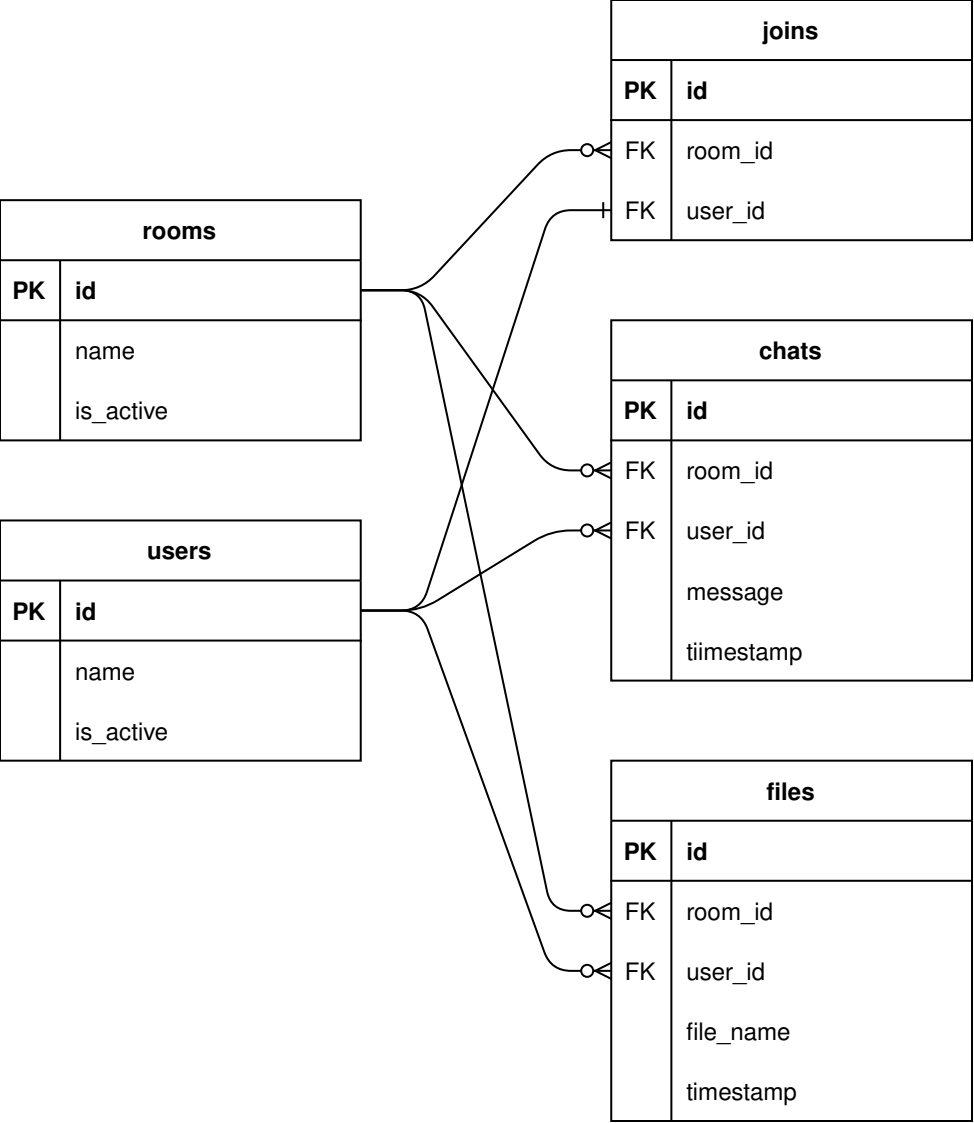 rooms
PK id
name
is_active
users
PK id
name
is_active
joins
PK id
FK room_id
FK user_id
chats
PK id
FK room_id
FK user_id
message
tiimestamp
files
PK id
FK room_id
FK user_id
file_name
timestamp